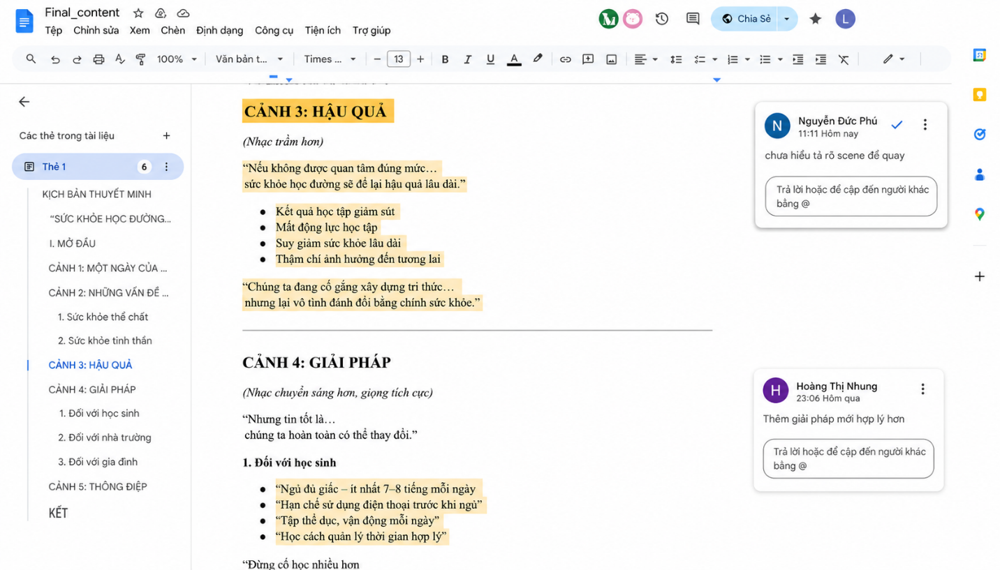 Final_content
Tệp Chỉnh sửa Xem Chèn Định dạng Công cụ Tiện ích Trợ giúp
Chia Sẻ
L
100% Văn bản t... Times ... 13 B I U A
Các thẻ trong tài liệu
Thẻ 1 6
KỊCH BẢN THUYẾT MINH
“SỨC KHỎE HỌC ĐƯỜNG...
I. MỞ ĐẦU
CẢNH 1: MỘT NGÀY CỦA ...
CẢNH 2: NHỮNG VẤN ĐỀ ...
1. Sức khỏe thể chất
2. Sức khỏe tinh thần
CẢNH 3: HẬU QUẢ
CẢNH 4: GIẢI PHÁP
1. Đối với học sinh
2. Đối với nhà trường
3. Đối với gia đình
CẢNH 5: THÔNG ĐIỆP
KẾT
CẢNH 3: HẬU QUẢ
(Nhạc trầm hơn)
“Nếu không được quan tâm đúng mức…
sức khỏe học đường sẽ để lại hậu quả lâu dài.”
● Kết quả học tập giảm sút
● Mất động lực học tập
● Suy giảm sức khỏe lâu dài
● Thậm chí ảnh hưởng đến tương lai
“Chúng ta đang cố gắng xây dựng tri thức…
nhưng lại vô tình đánh đổi bằng chính sức khỏe.”
CẢNH 4: GIẢI PHÁP
(Nhạc chuyển sáng hơn, giọng tích cực)
“Nhưng tin tốt là…
chúng ta hoàn toàn có thể thay đổi.”
1. Đối với học sinh
● “Ngủ đủ giấc – ít nhất 7–8 tiếng mỗi ngày
● “Hạn chế sử dụng điện thoại trước khi ngủ”
● “Tập thể dục, vận động mỗi ngày”
● “Học cách quản lý thời gian hợp lý”
“Đừng cố học nhiều hơn
N
Nguyễn Đức Phú
11:11 Hôm nay
chưa hiểu tả rõ scene để quay
Trả lời hoặc để cập đến người khác
bằng @
H
Hoàng Thị Nhung
23:06 Hôm qua
Thêm giải pháp mới hợp lý hơn
Trả lời hoặc để cập đến người khác
bằng @
31